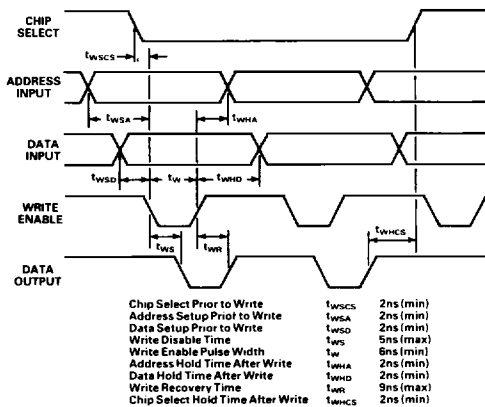 CHIP
SELECT
tWSCS
ADDRESS
INPUT
tWSA
tWHA
DATA
INPUT
tWSD
tW
tWHD
WRITE
ENABLE
tWS
tWR
tWHCS
DATA
OUTPUT
Chip Select Prior to Write tWSCS 2ns (min)
Address Setup Prior to Write tWSA 2ns (min)
Data Setup Prior to Write tWSD 2ns (min)
Write Disable Time tWS 5ns (max)
Write Enable Pulse Width tW 6ns (min)
Address Hold Time After Write tWHA 2ns (min)
Data Hold Time After Write tWHD 2ns (min)
Write Recovery Time tWR 9ns (max)
Chip Select Hold Time After Write tWHCS 2ns (min)